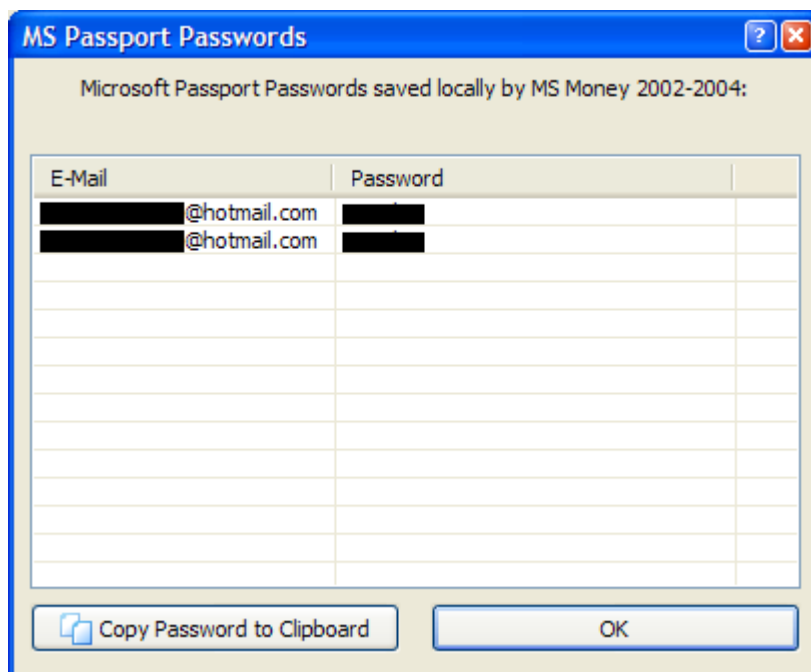 MS Passport Passwords
Microsoft Passport Passwords saved locally by MS Money 2002-2004:
E-Mail Password
@hotmail.com
@hotmail.com
Copy Password to Clipboard OK